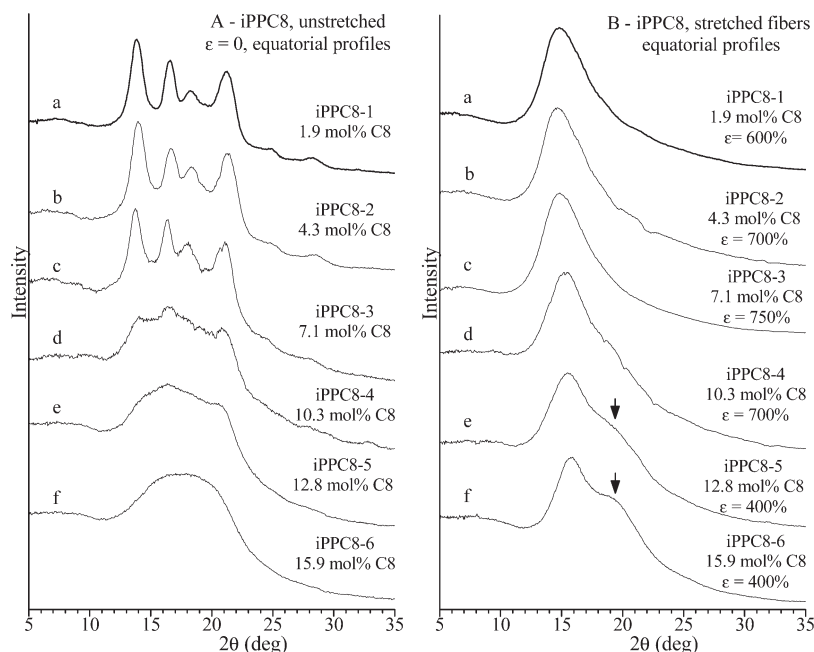 A - iPPC8, unstretched
ε = 0, equatorial profiles
a
iPPC8-1
1.9 mol% C8
b
iPPC8-2
4.3 mol% C8
c
iPPC8-3
7.1 mol% C8
d
iPPC8-4
10.3 mol% C8
e
iPPC8-5
12.8 mol% C8
f
iPPC8-6
15.9 mol% C8
Intensity
5 10 15 20 25 30 35
2θ (deg)
B - iPPC8, stretched fibers
equatorial profiles
a
iPPC8-1
1.9 mol% C8
ε= 600%
b
iPPC8-2
4.3 mol% C8
ε = 700%
c
iPPC8-3
7.1 mol% C8
ε = 750%
d
iPPC8-4
10.3 mol% C8
ε = 700%
e
iPPC8-5
12.8 mol% C8
ε = 400%
f
iPPC8-6
15.9 mol% C8
ε = 400%
Intensity
5 10 15 20 25 30 35
2θ (deg)